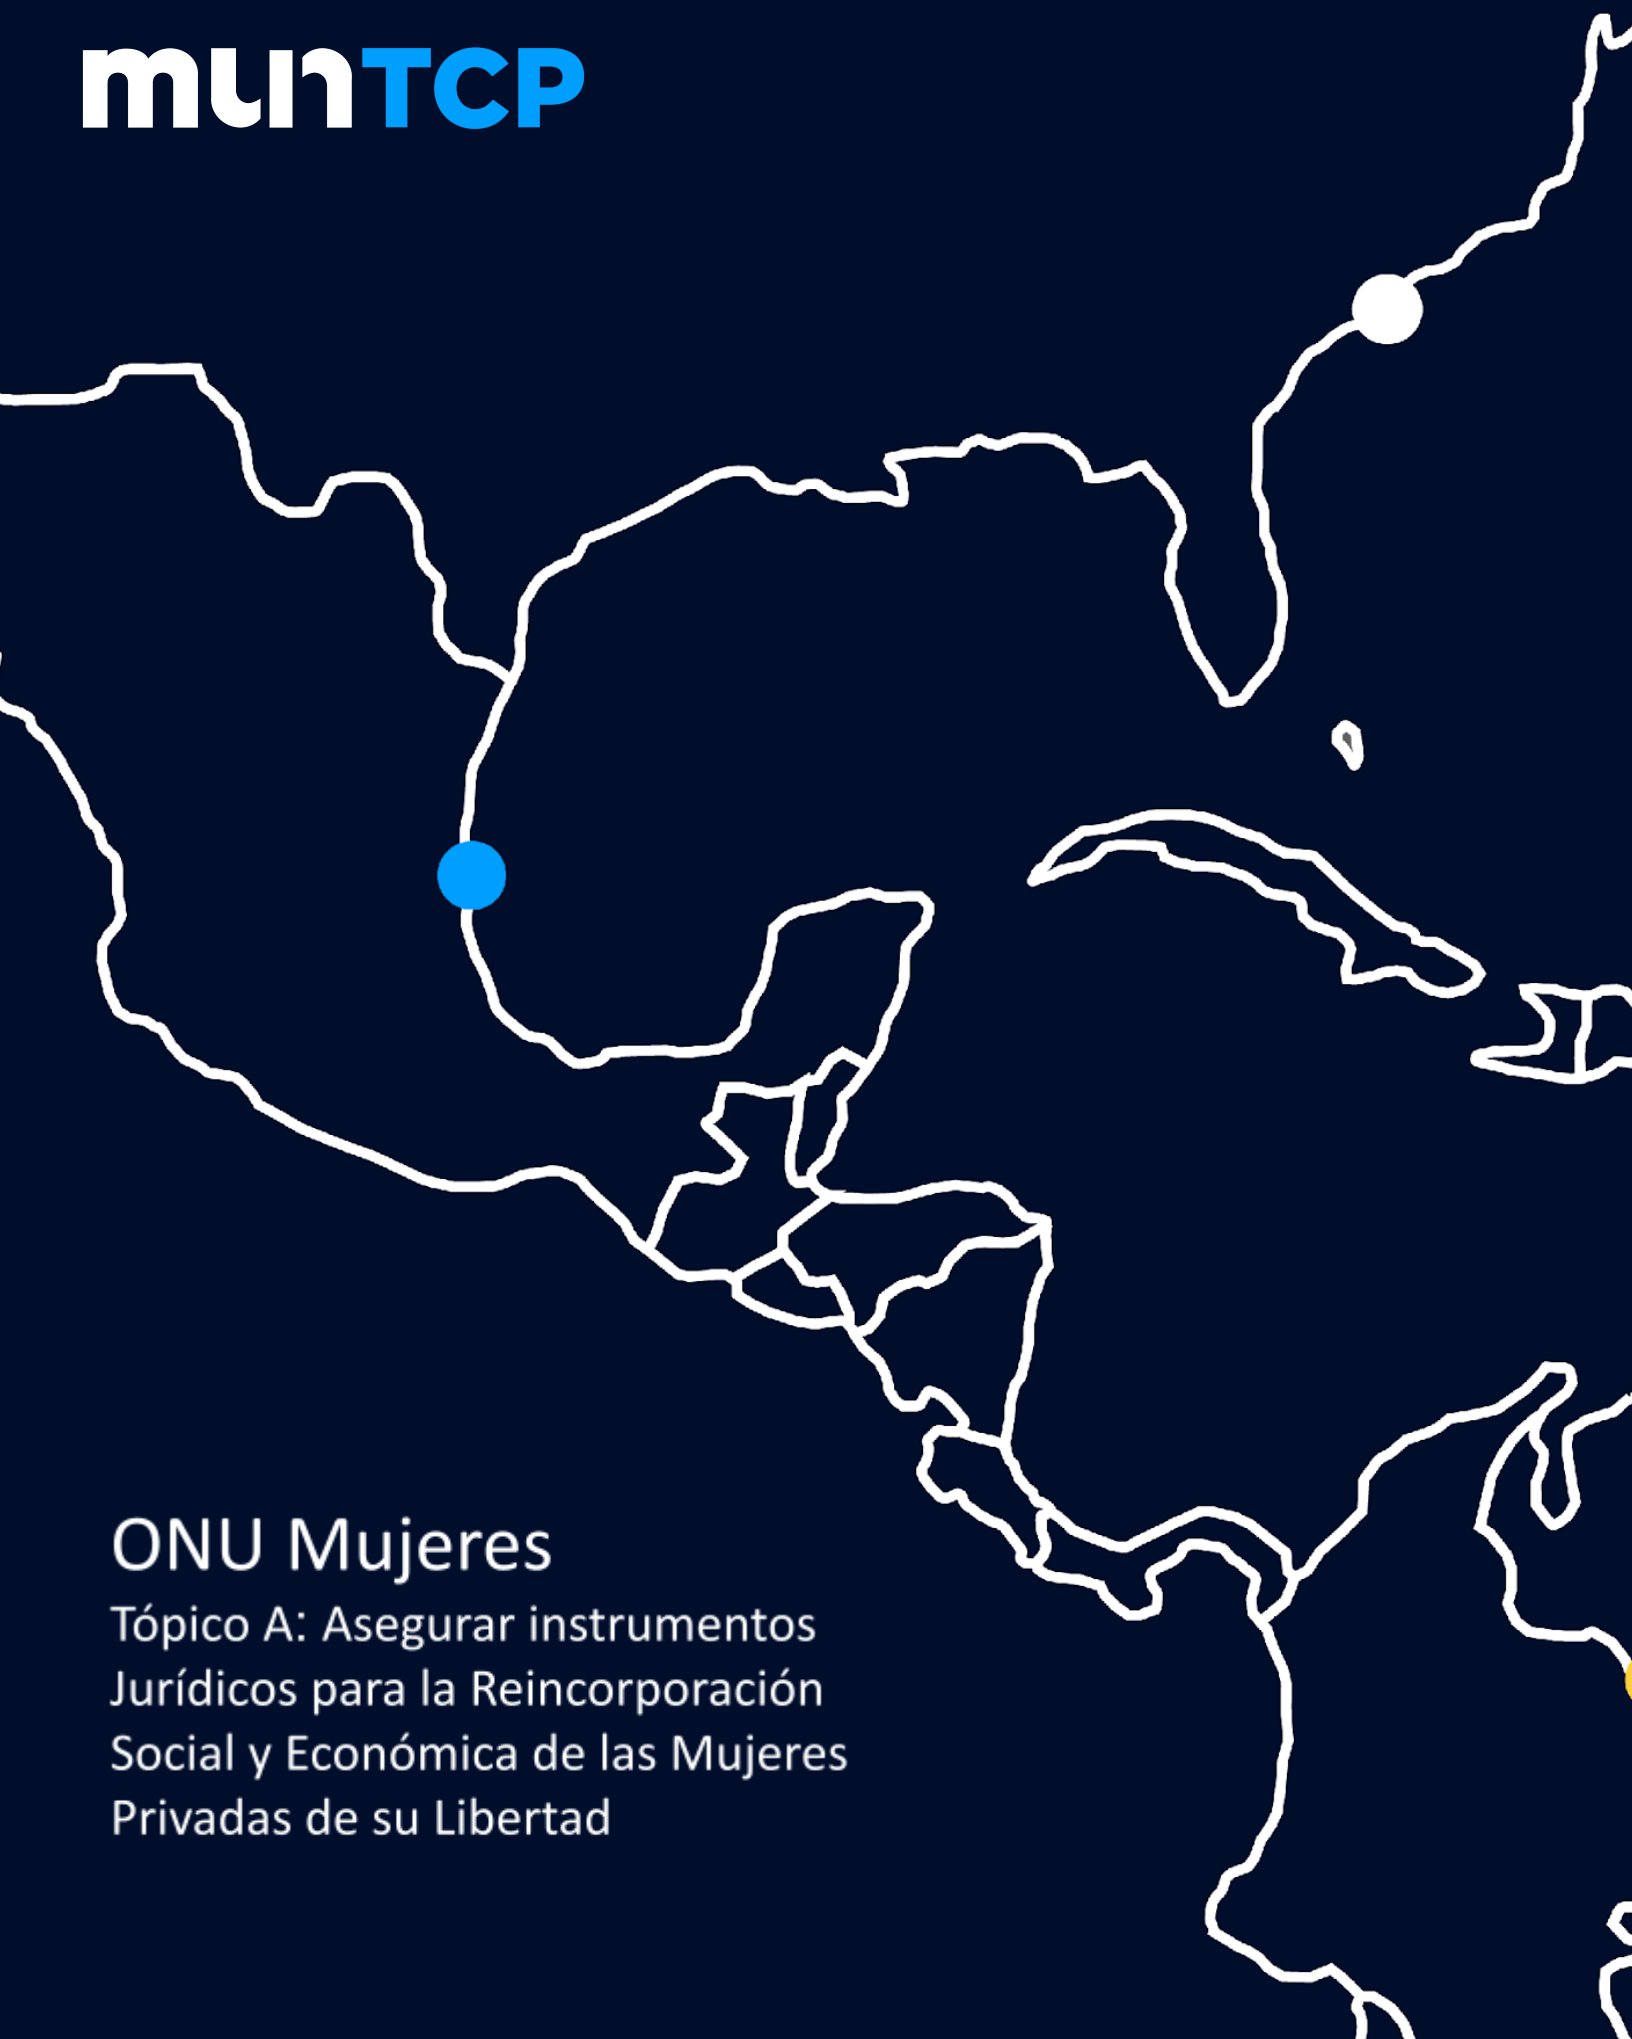 munTCP
ONU Mujeres
Tópico A: Asegurar instrumentos
Jurídicos para la Reincorporación
Social y Económica de las Mujeres
Privadas de su Libertad